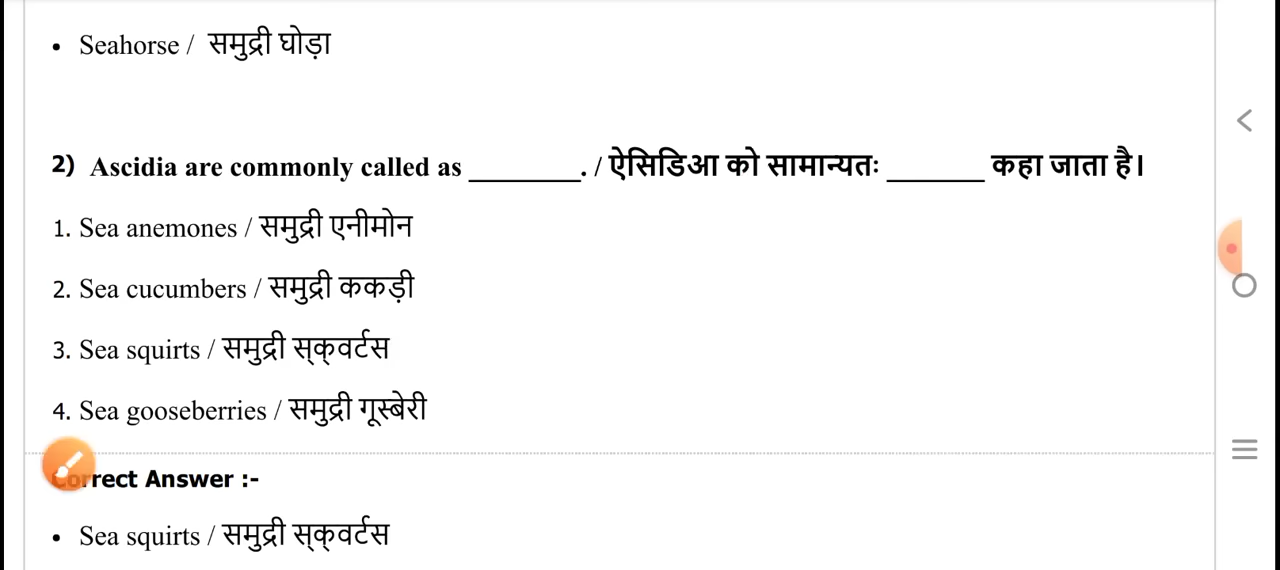 • Seahorse / समुद्री घोड़ा
2) Ascidia are commonly called as ________. / ऐसिडिआ को सामान्यतः _______ कहा जाता है।
1. Sea anemones / समुद्री एनीमोन
2. Sea cucumbers / समुद्री ककड़ी
3. Sea squirts / समुद्री स्क्वर्टस
4. Sea gooseberries / समुद्री गूस्बेरी
Correct Answer :-
• Sea squirts / समुद्री स्क्वर्टस